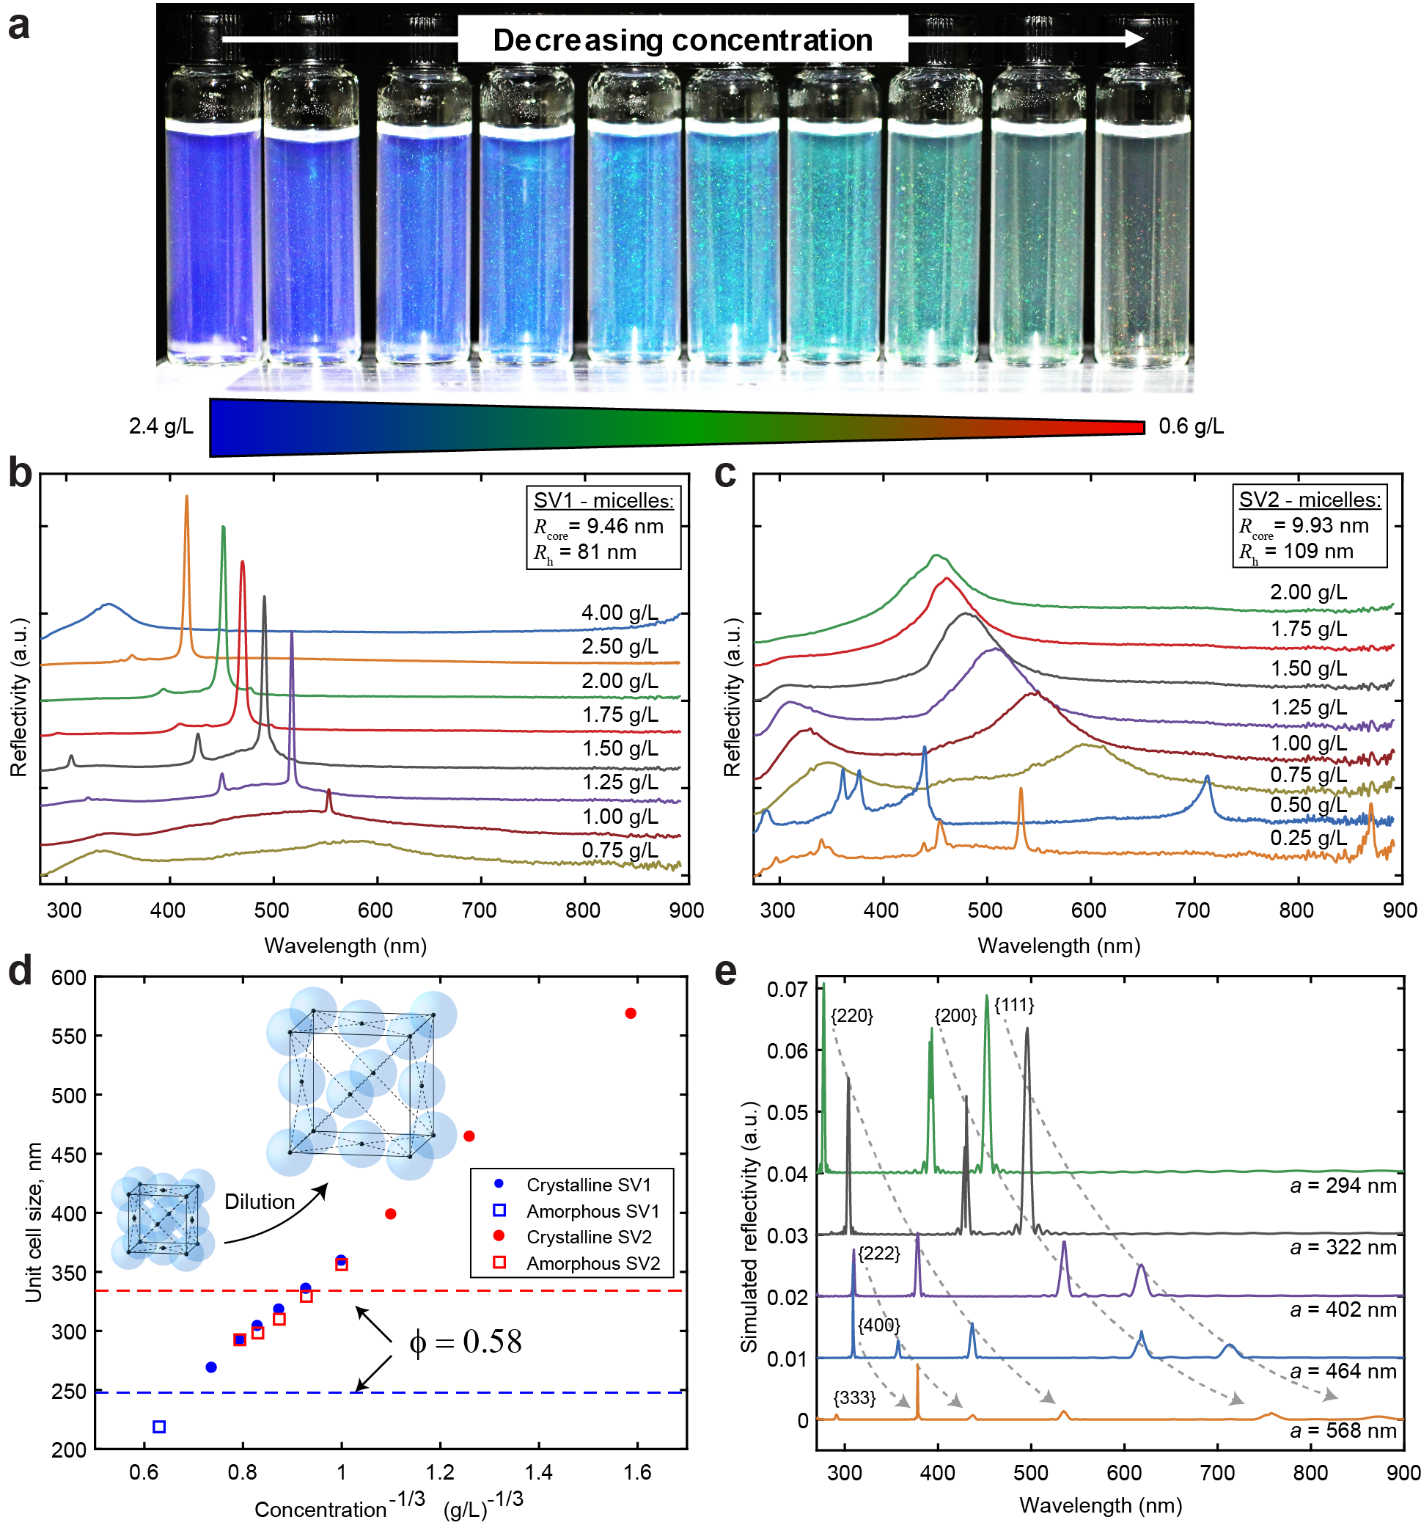 a
Decreasing concentration
2.4 g/L
0.6 g/L
b
SV1 - micelles:
Rcore= 9.46 nm
Rh = 81 nm
4.00 g/L
2.50 g/L
2.00 g/L
1.75 g/L
1.50 g/L
1.25 g/L
1.00 g/L
0.75 g/L
Reflectivity (a.u.)
300 400 500 600 700 800 900
Wavelength (nm)
c
SV2 - micelles:
Rcore= 9.93 nm
Rh = 109 nm
2.00 g/L
1.75 g/L
1.50 g/L
1.25 g/L
1.00 g/L
0.75 g/L
0.50 g/L
0.25 g/L
Reflectivity (a.u.)
300 400 500 600 700 800 900
Wavelength (nm)
d
600
550
500
450
400
350
300
250
200
Unit cell size, nm
Dilution
Crystalline SV1
Amorphous SV1
Crystalline SV2
Amorphous SV2
ϕ = 0.58
0.6 0.8 1 1.2 1.4 1.6
Concentration-1/3 (g/L)-1/3
e
0.07
0.06
0.05
0.04
0.03
0.02
0.01
0
Simulated reflectivity (a.u.)
{220} {200} {111}
{222}
{400}
{333}
a = 294 nm
a = 322 nm
a = 402 nm
a = 464 nm
a = 568 nm
300 400 500 600 700 800 900
Wavelength (nm)